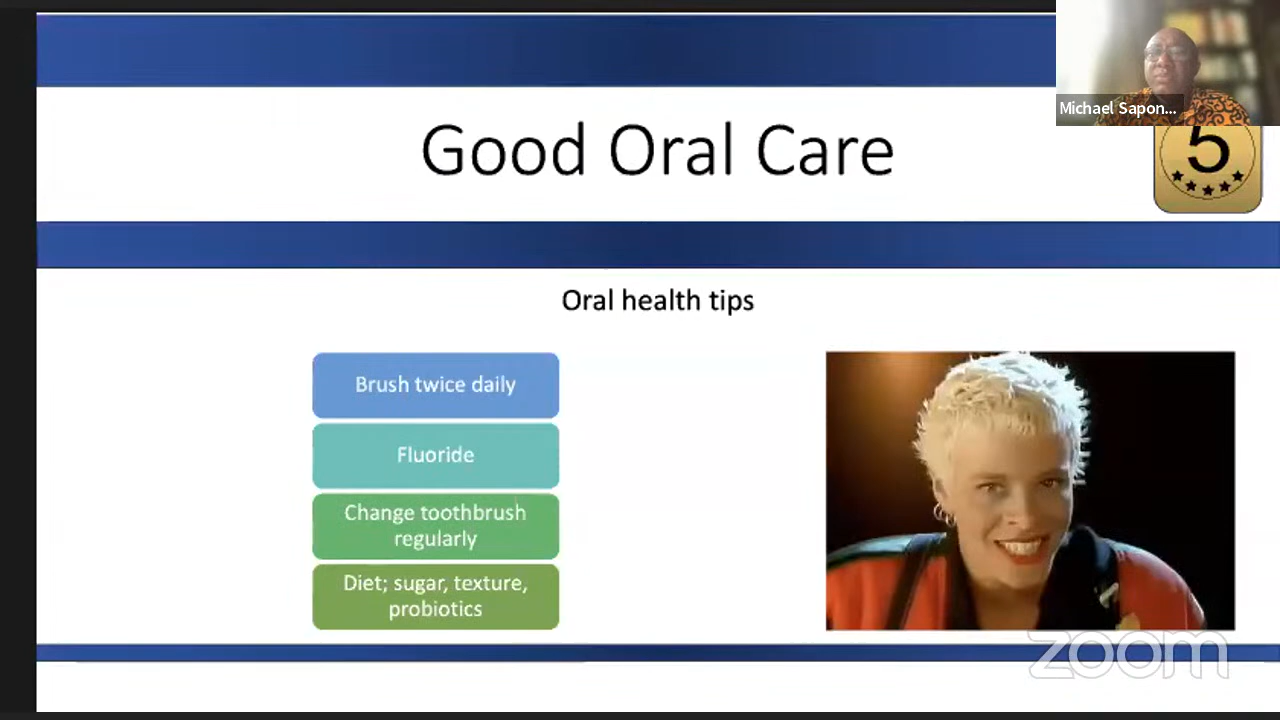 Michael Sapon...
Good Oral Care
5
Oral health tips
Brush twice daily
Fluoride
Change toothbrush
regularly
Diet; sugar, texture,
probiotics
zoom